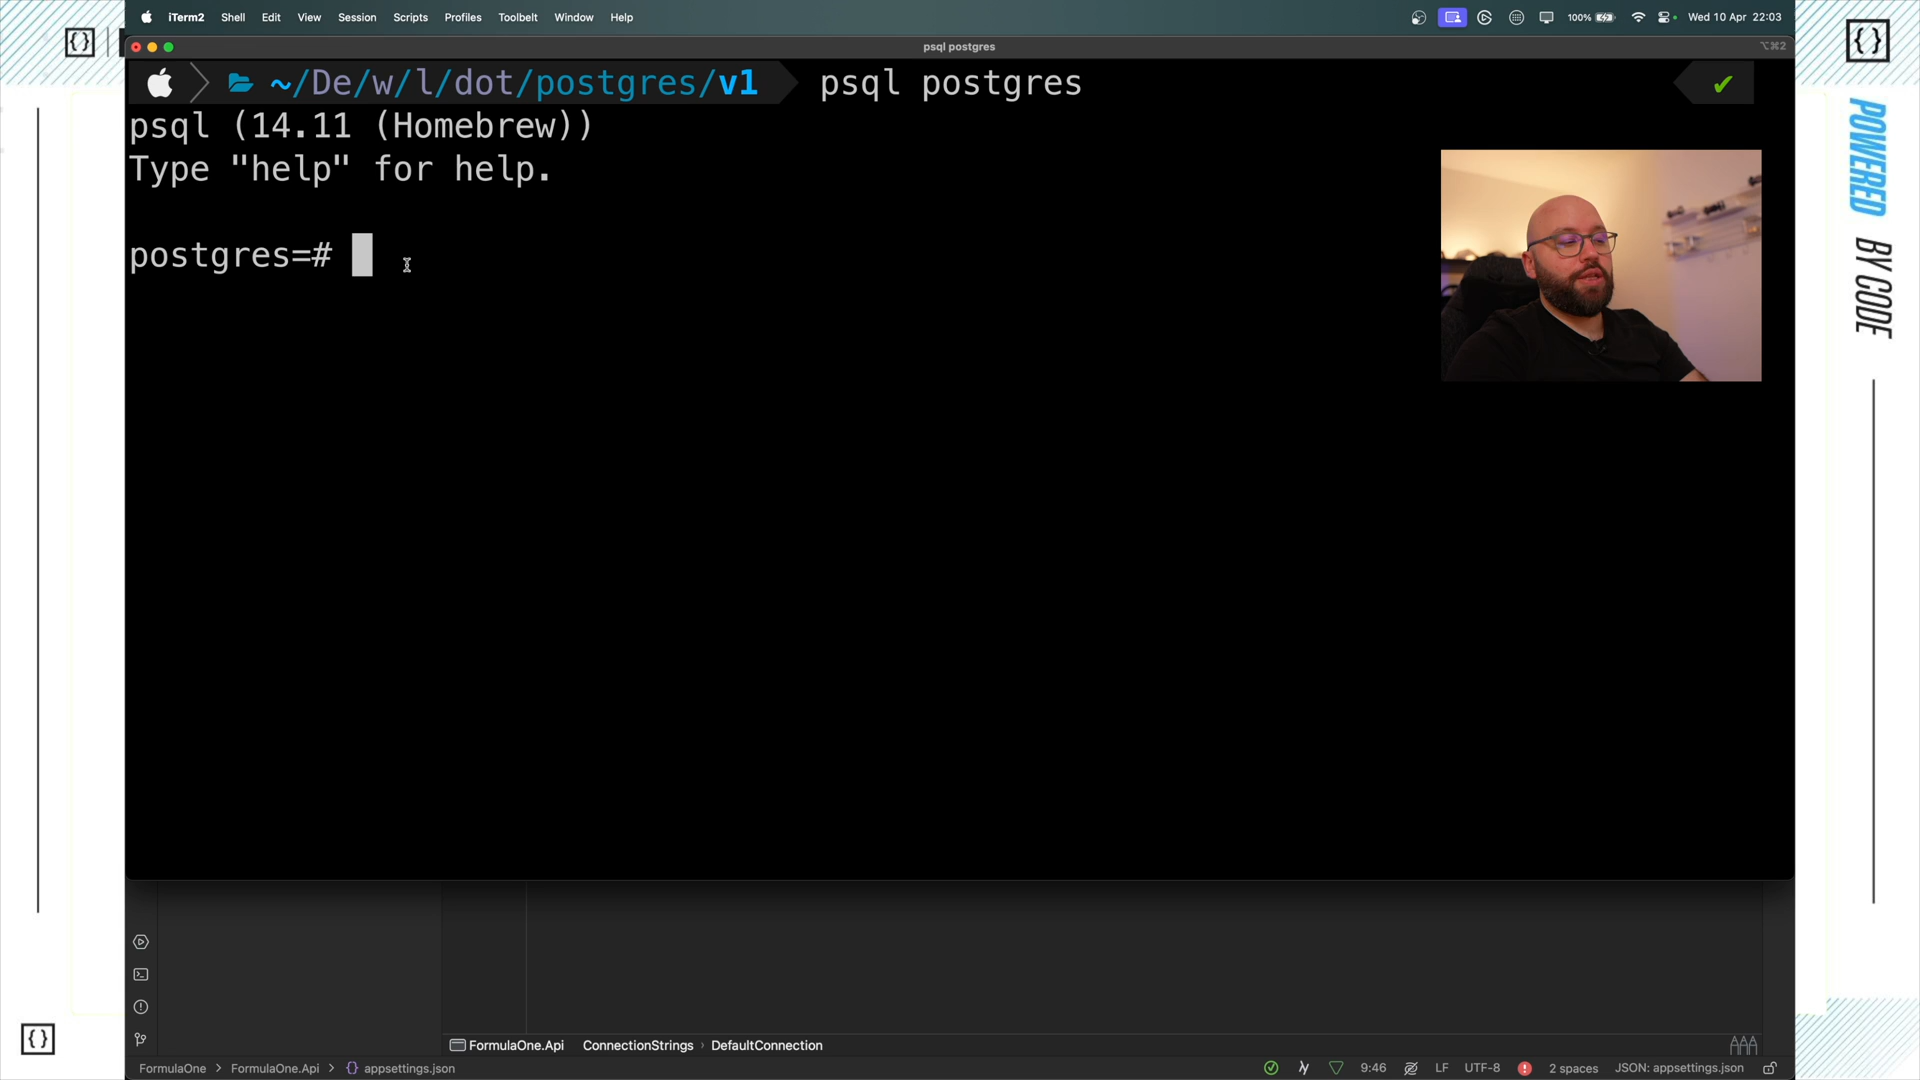 iTerm2 Shell Edit View Session Scripts Profiles Toolbelt Window Help 100% Wed 10 Apr 22:03
psql postgres ⌥⌘2
~/De/w/l/dot/postgres/v1 psql postgres ✔
psql (14.11 (Homebrew))
Type "help" for help.
postgres=#
POWERED BY CODE
FormulaOne.Api ConnectionStrings › DefaultConnection
FormulaOne > FormulaOne.Api > {} appsettings.json 9:46 LF UTF-8 2 spaces JSON: appsettings.json